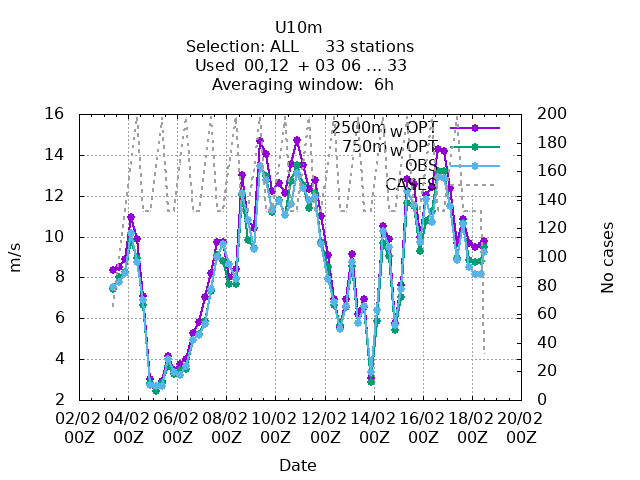 U10m
Selection: ALL 33 stations
Used 00,12 + 03 06 ... 33
Averaging window: 6h
2500m w OPT
750m w OPT
OBS
CASES
m/s
16
14
12
10
8
6
4
2
No cases
200
180
160
140
120
100
80
60
40
20
0
02/02 04/02 06/02 08/02 10/02 12/02 14/02 16/02 18/02 20/02
00Z 00Z 00Z 00Z 00Z 00Z 00Z 00Z 00Z 00Z
Date